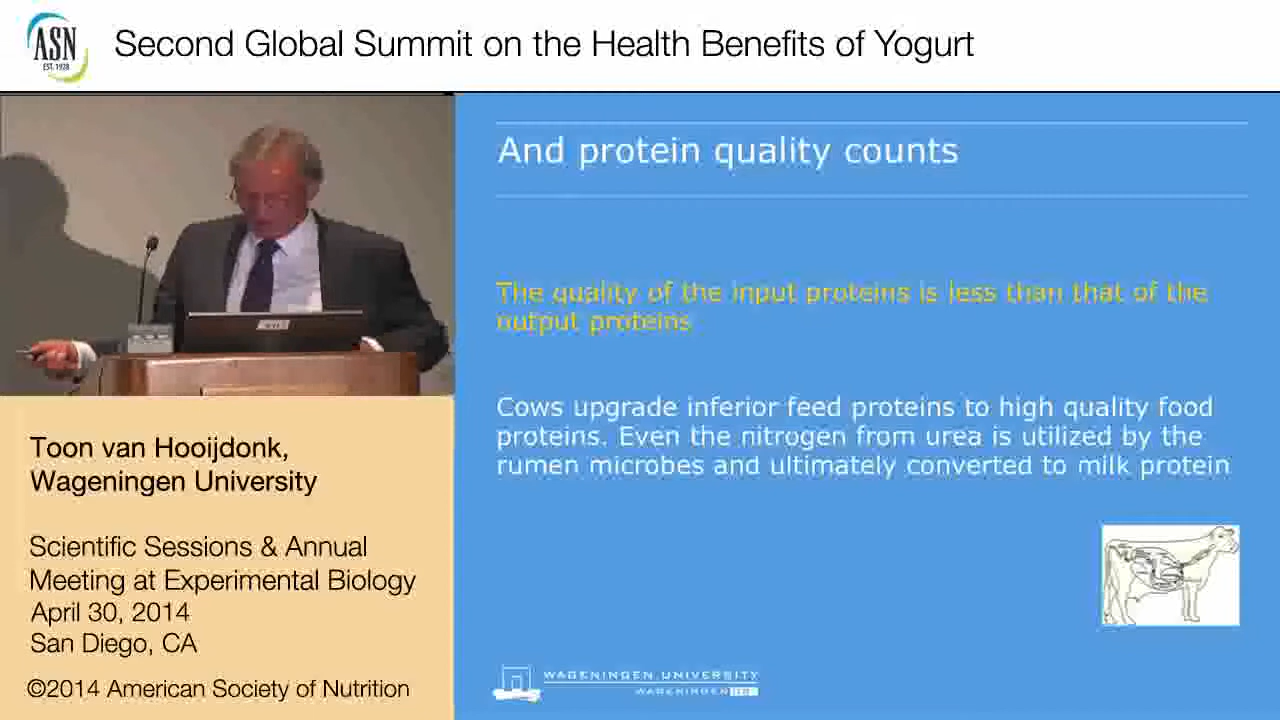 ASN
EST. 1928
Second Global Summit on the Health Benefits of Yogurt
And protein quality counts
The quality of the input proteins is less than that of the
output proteins
Cows upgrade inferior feed proteins to high quality food
proteins. Even the nitrogen from urea is utilized by the
rumen microbes and ultimately converted to milk protein
Toon van Hooijdonk,
Wageningen University
Scientific Sessions & Annual
Meeting at Experimental Biology
April 30, 2014
San Diego, CA
©2014 American Society of Nutrition
WAGENINGEN UNIVERSITY
WAGENINGEN UR